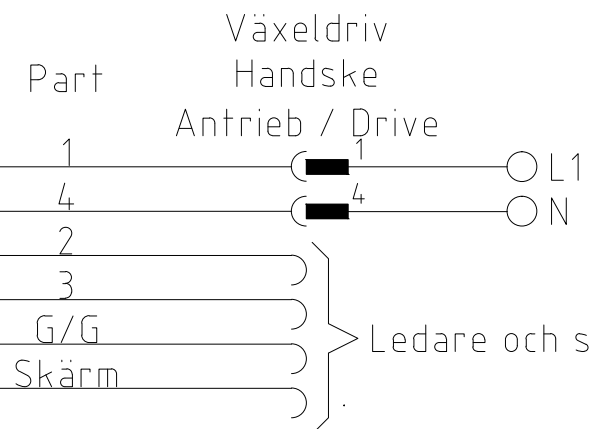 Växeldriv
Handske
Part
Antrieb / Drive
1 1 L1
4 4 N
2
3
G/G
Ledare och s
Skärm